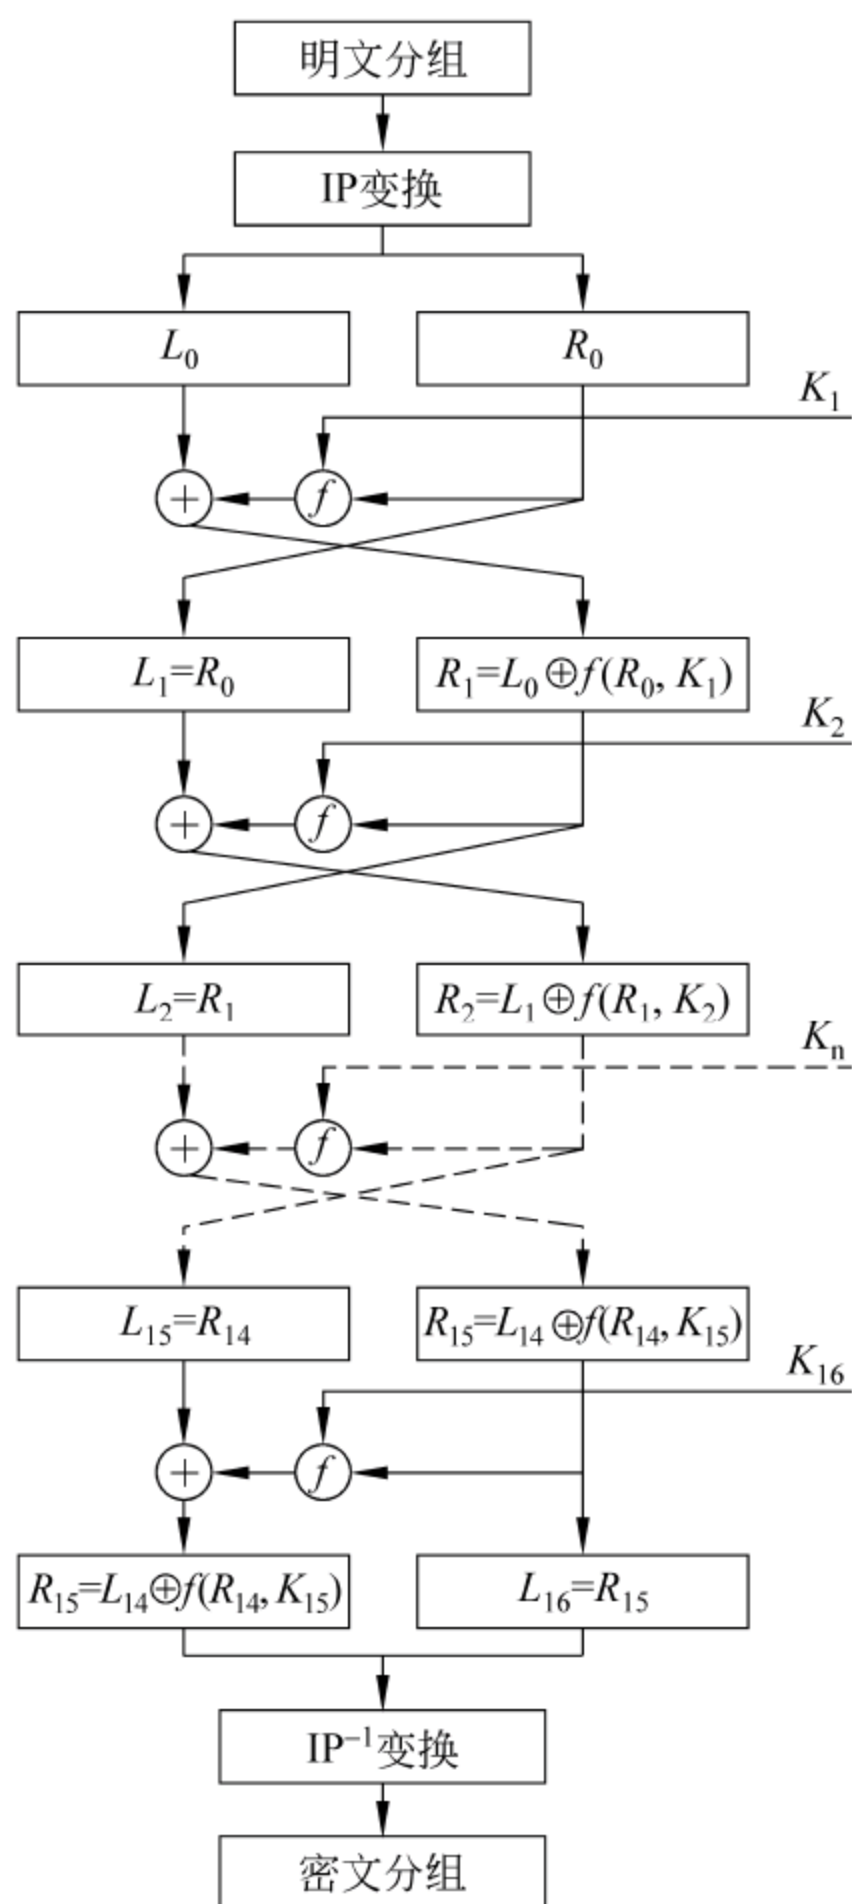 明文分组
IP变换
L₀
R₀
K₁
+
f
L₁=R₀
R₁=L₀⊕f(R₀, K₁)
K₂
+
f
L₂=R₁
R₂=L₁⊕f(R₁, K₂)
Kₙ
+
f
L₁₅=R₁₄
R₁₅=L₁₄⊕f(R₁₄, K₁₅)
K₁₆
+
f
R₁₅=L₁₄⊕f(R₁₄, K₁₅)
L₁₆=R₁₅
IP⁻¹变换
密文分组